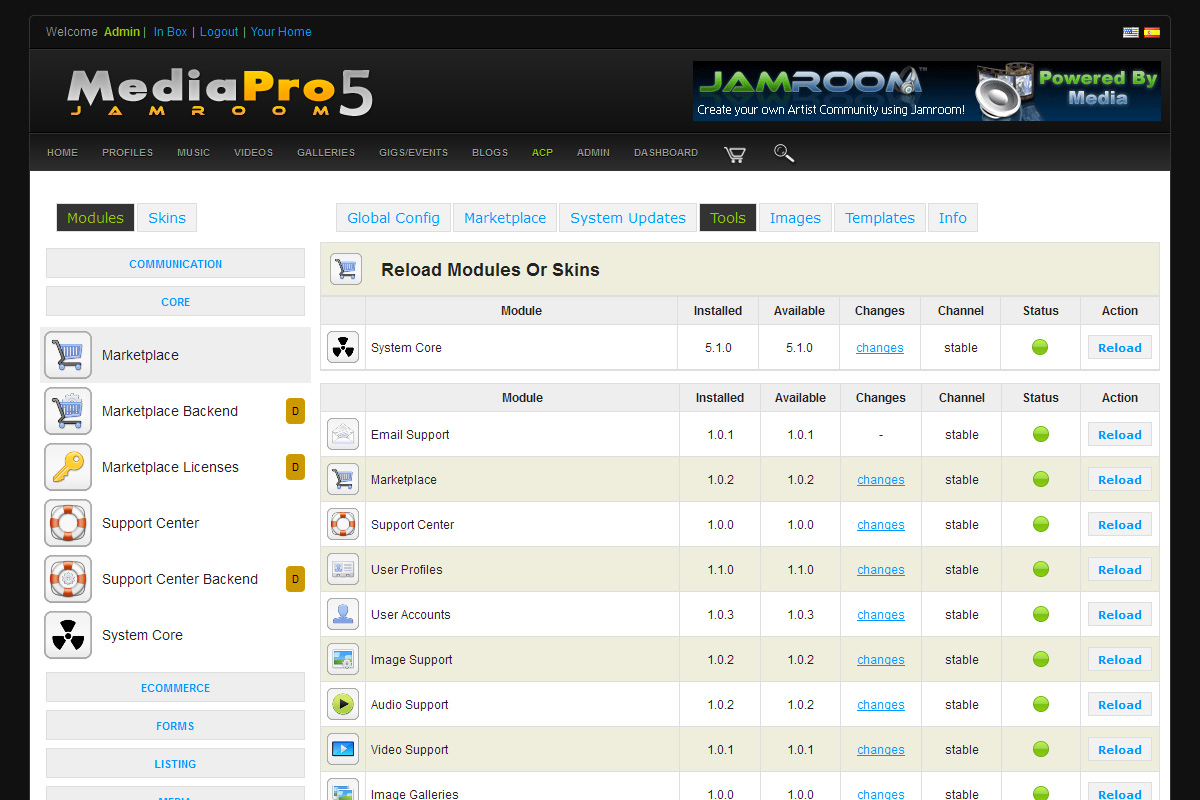 Welcome Admin | In Box | Logout | Your Home
MediaPro5
JAMROOM
JAMROOM™
Create your own Artist Community using Jamroom!
Powered By
Media
HOME PROFILES MUSIC VIDEOS GALLERIES GIGS/EVENTS BLOGS ACP ADMIN DASHBOARD
Modules Skins
Global Config Marketplace System Updates Tools Images Templates Info
COMMUNICATION
CORE
Marketplace
Marketplace Backend D
Marketplace Licenses D
Support Center
Support Center Backend D
System Core
ECOMMERCE
FORMS
LISTING
MEDIA
Reload Modules Or Skins
Module Installed Available Changes Channel Status Action
System Core 5.1.0 5.1.0 changes stable Reload
Module Installed Available Changes Channel Status Action
Email Support 1.0.1 1.0.1 - stable Reload
Marketplace 1.0.2 1.0.2 changes stable Reload
Support Center 1.0.0 1.0.0 changes stable Reload
User Profiles 1.1.0 1.1.0 changes stable Reload
User Accounts 1.0.3 1.0.3 changes stable Reload
Image Support 1.0.2 1.0.2 changes stable Reload
Audio Support 1.0.2 1.0.2 changes stable Reload
Video Support 1.0.1 1.0.1 changes stable Reload
Image Galleries 1.0.0 1.0.0 changes stable Reload